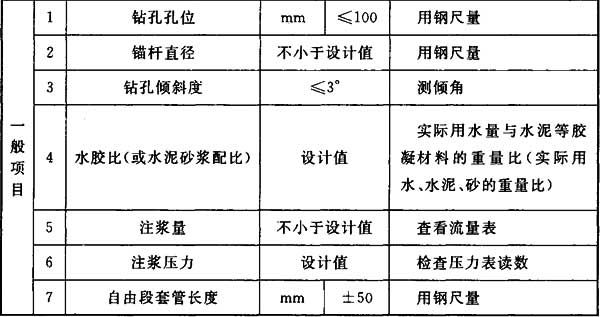 一般项目
1 钻孔孔位 mm ≤100 用钢尺量
2 锚杆直径 不小于设计值 用钢尺量
3 钻孔倾斜度 ≤3° 测倾角
4 水胶比(或水泥砂浆配比) 设计值 实际用水量与水泥等胶
凝材料的重量比(实际用
水、水泥、砂的重量比)
5 注浆量 不小于设计值 查看流量表
6 注浆压力 设计值 检查压力表读数
7 自由段套管长度 mm ±50 用钢尺量